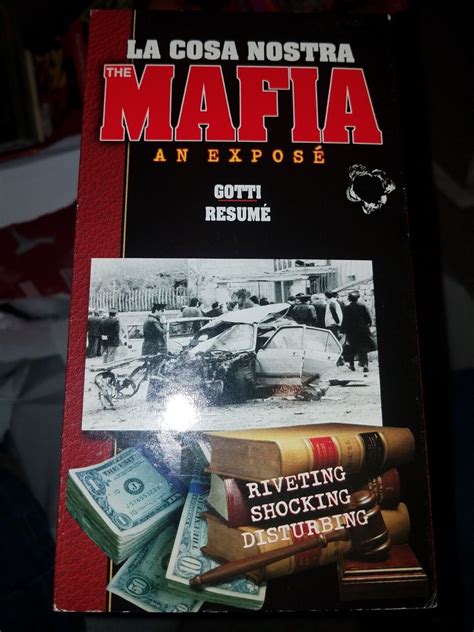 LA COSA NOSTRA
THE
MAFIA
AN EXPOSÉ
GOTTI
RESUMÉ
RIVETING
SHOCKING
DISTURBING